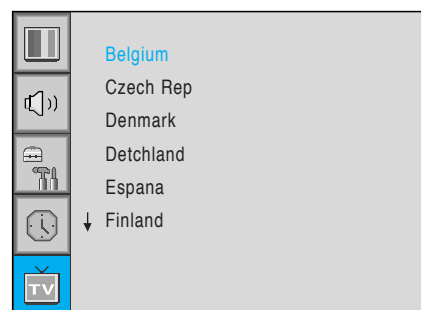 Belgium
Czech Rep
Denmark
Detchland
Espana
Finland
TV